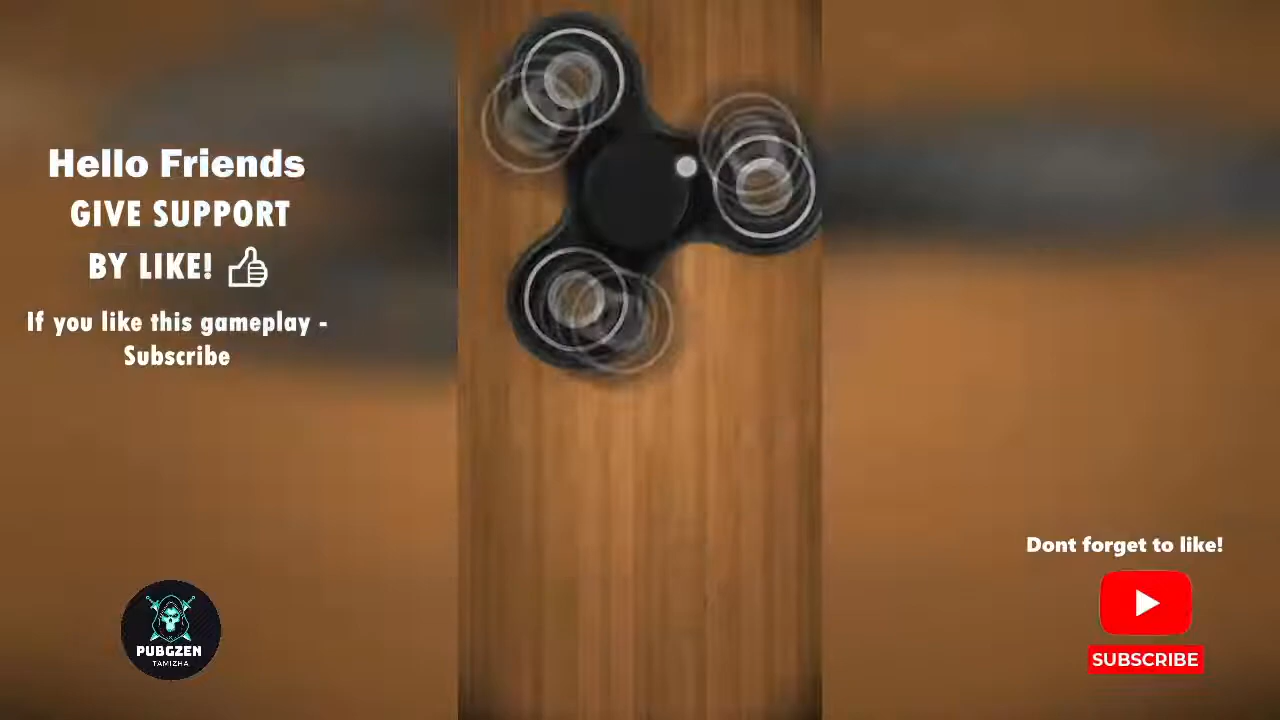 Hello Friends
GIVE SUPPORT
BY LIKE!
If you like this gameplay -
Subscribe
PUBGZEN
TAMIZHA
Dont forget to like!
SUBSCRIBE